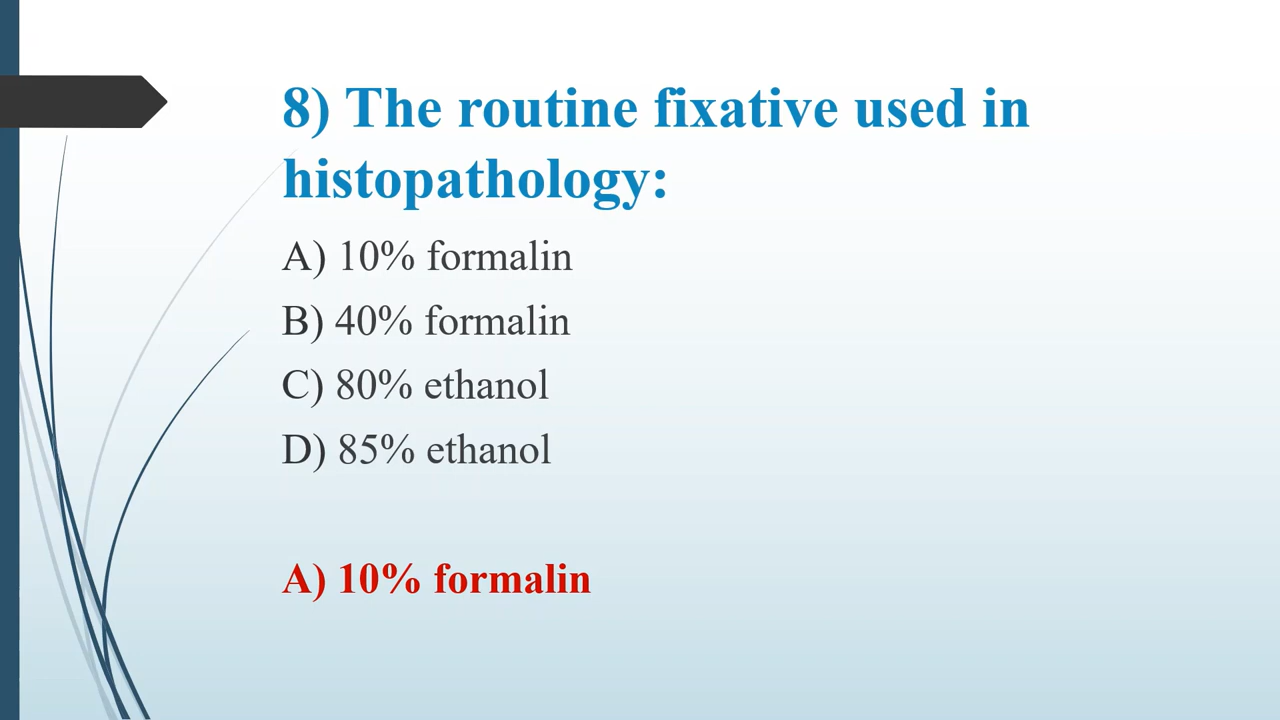 8) The routine fixative used in
histopathology:
A) 10% formalin
B) 40% formalin
C) 80% ethanol
D) 85% ethanol
A) 10% formalin